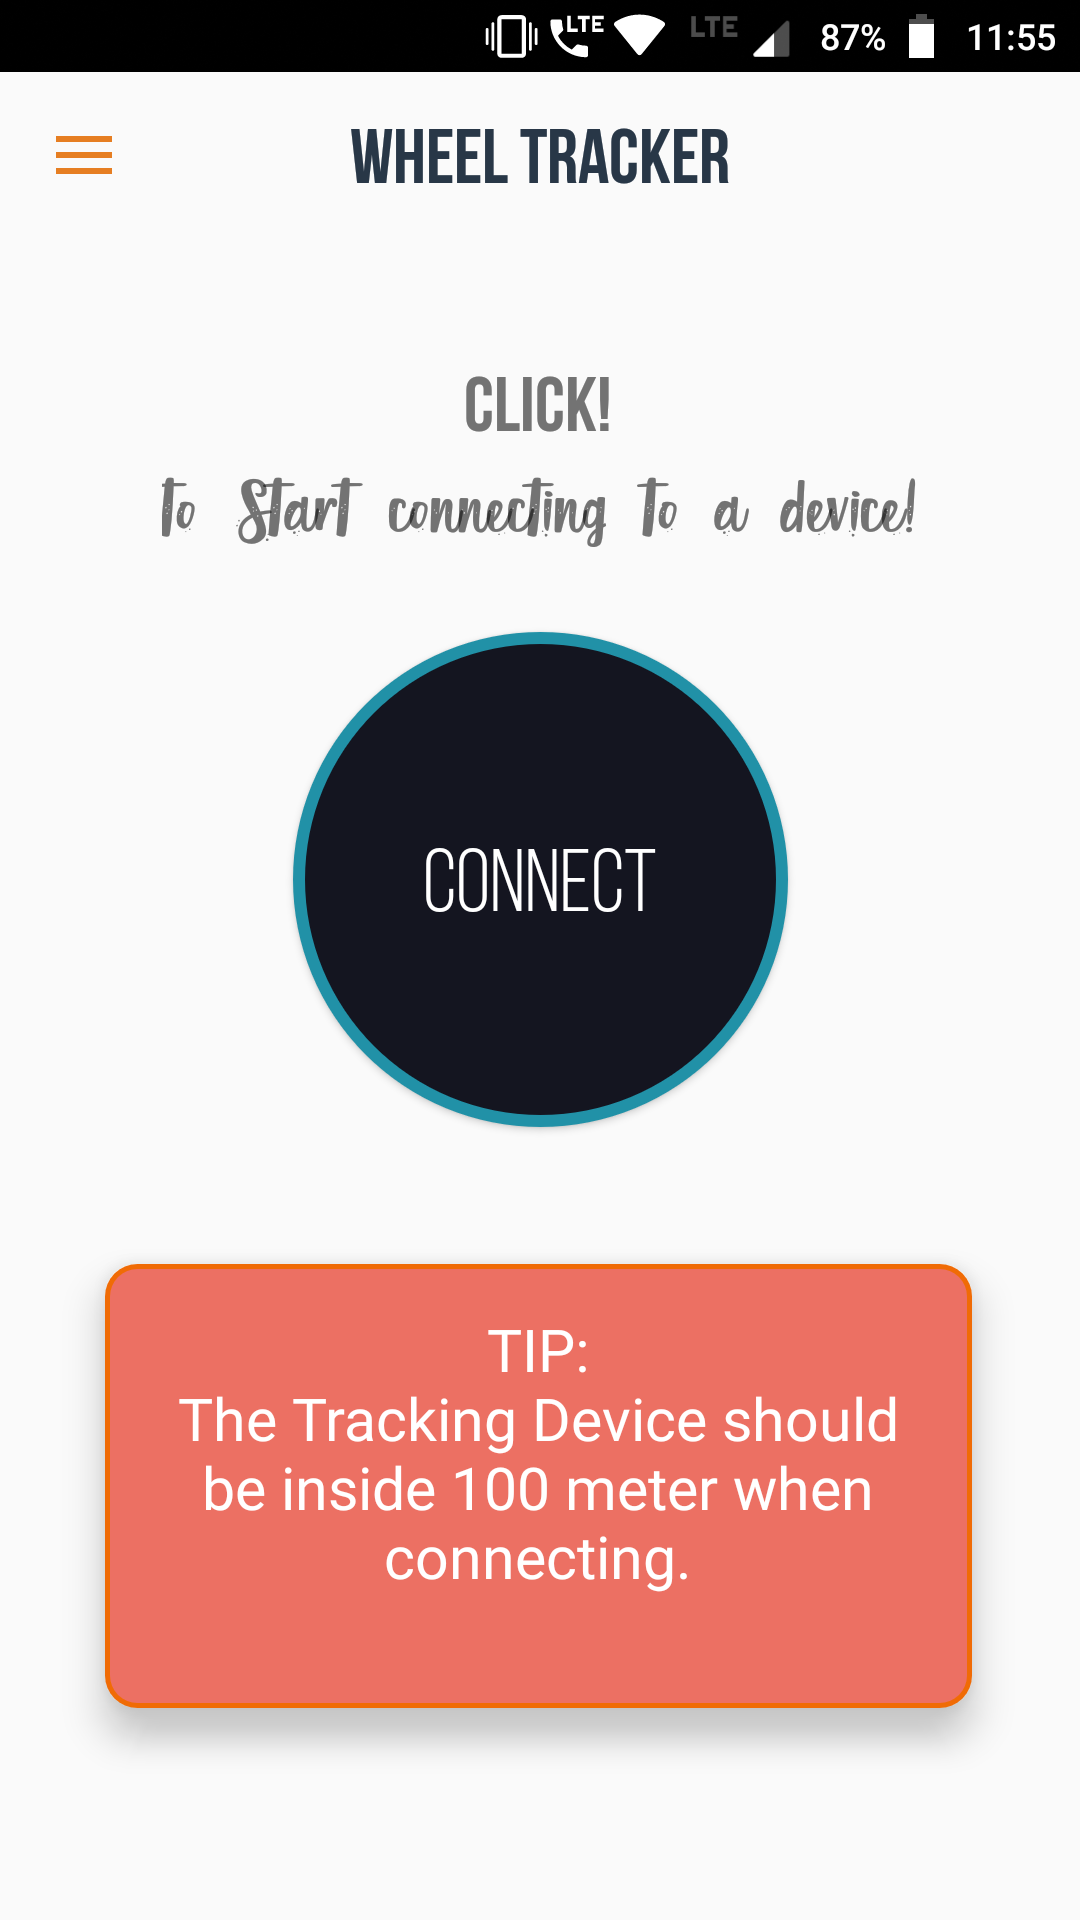 LTE LTE 87% 11:55
WHEEL TRACKER
CLICK!
to Start connecting to a device!
CONNECT
TIP:
The Tracking Device should
be inside 100 meter when
connecting.